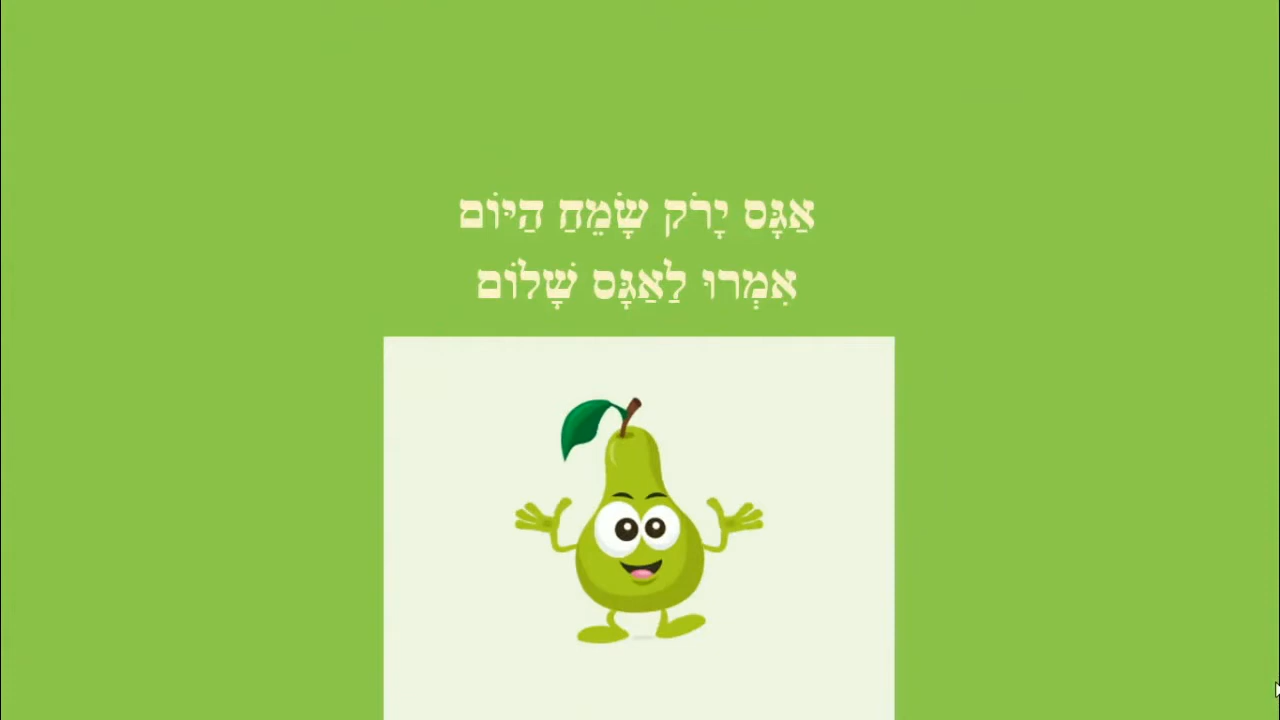 אַגָּס יָרֹק שָׂמֵחַ הַיּוֹם
אִמְרוּ לַאַגָּס שָׁלוֹם